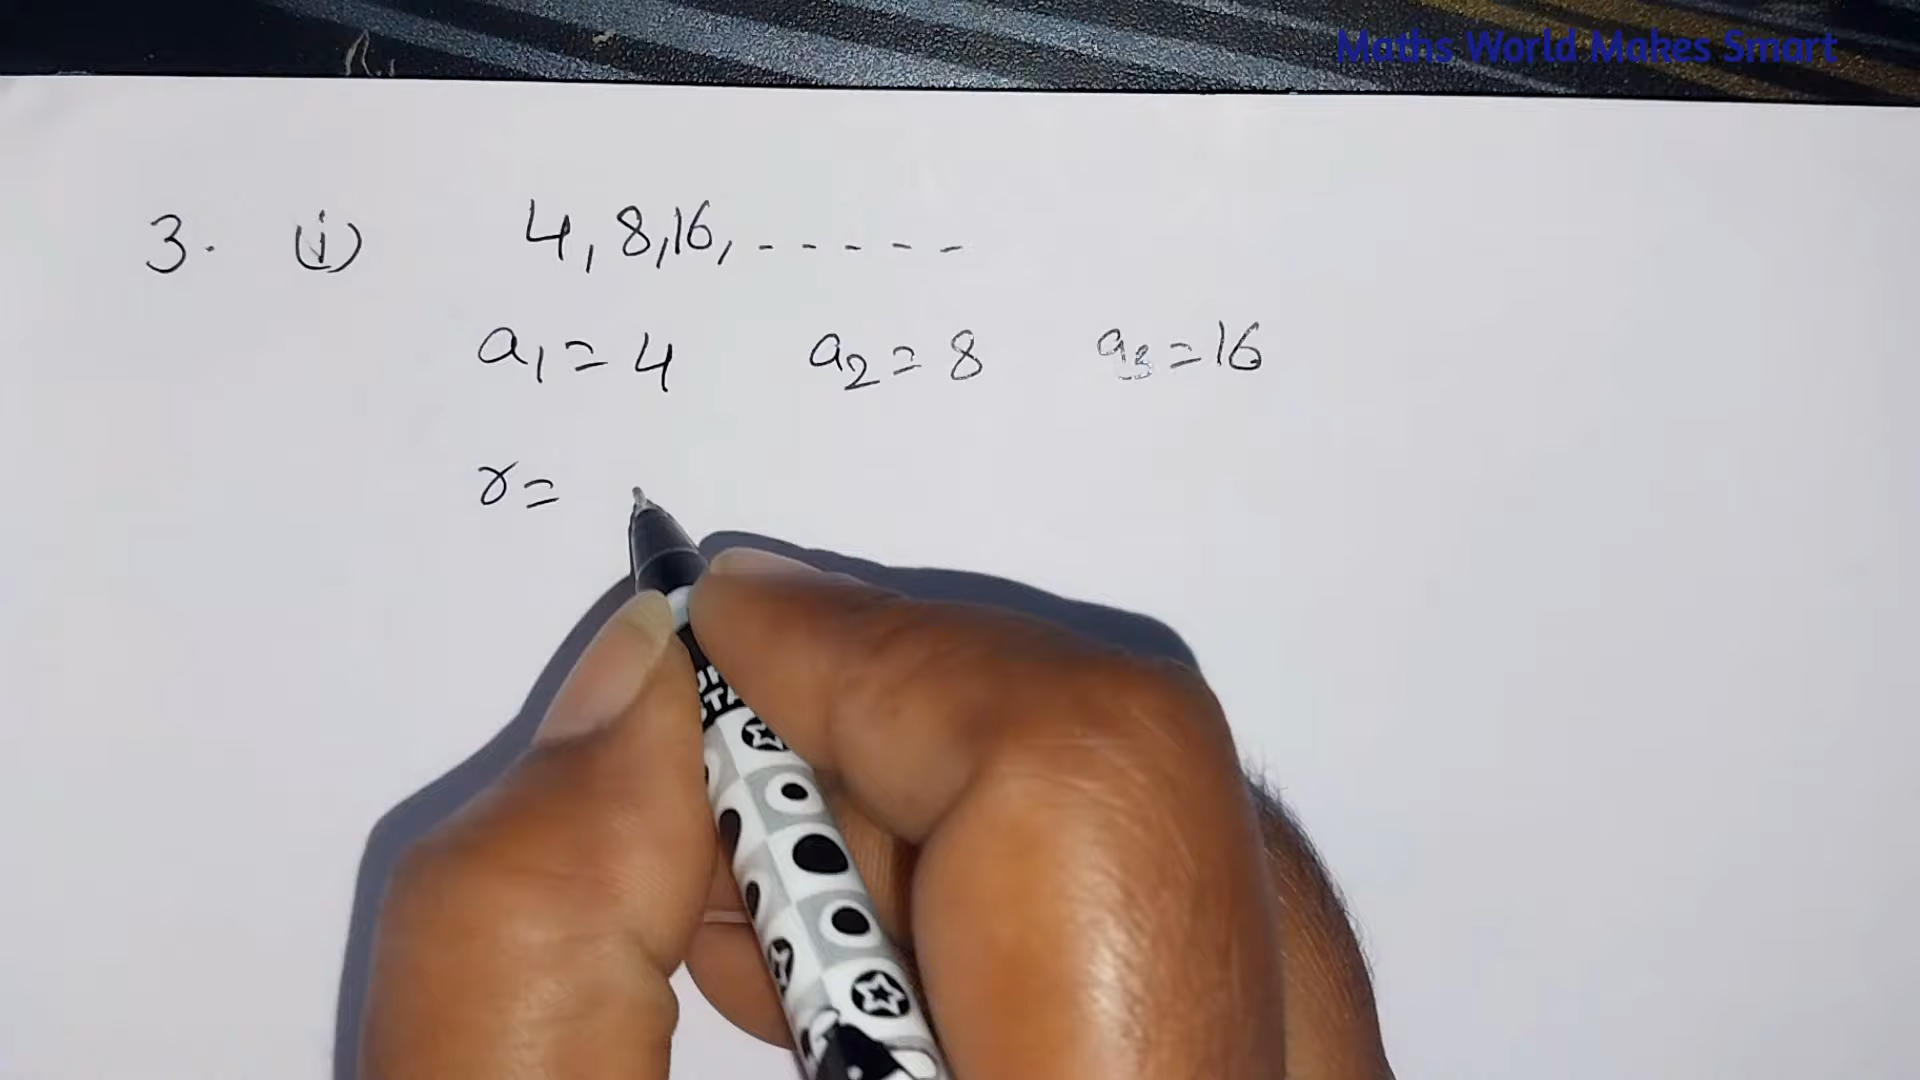 Maths World Makes Smart
3. (i) 4, 8, 16, - - - - -
a₁ = 4 a₂ = 8 a₃ = 16
r =